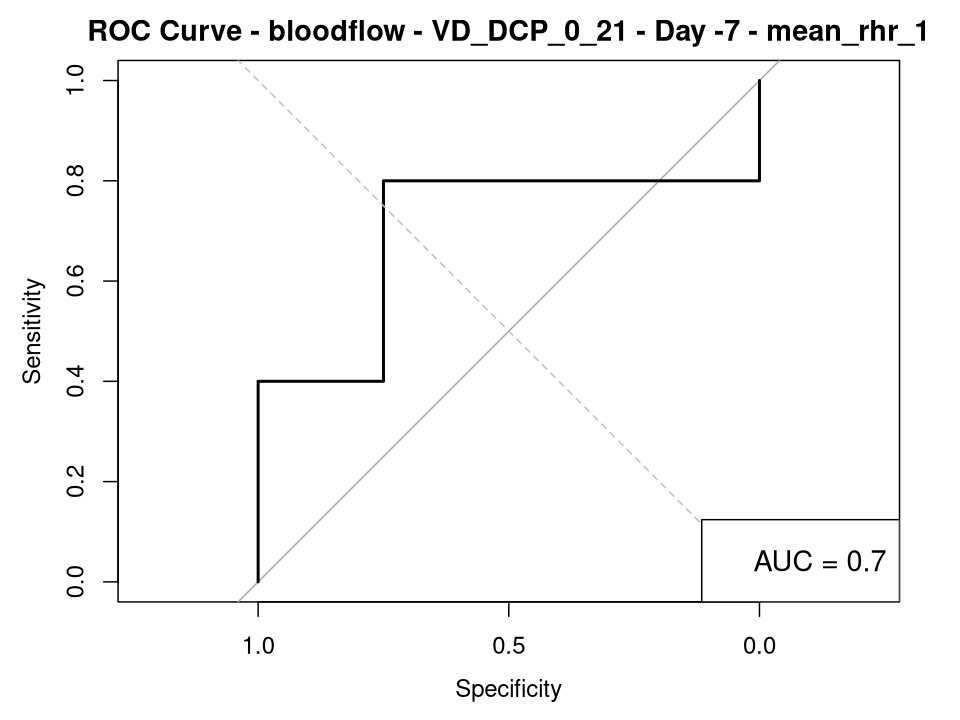 ROC Curve - bloodflow - VD_DCP_0_21 - Day -7 - mean_rhr_1
Sensitivity
1.0
0.8
0.6
0.4
0.2
0.0
AUC = 0.7
1.0 0.5 0.0
Specificity